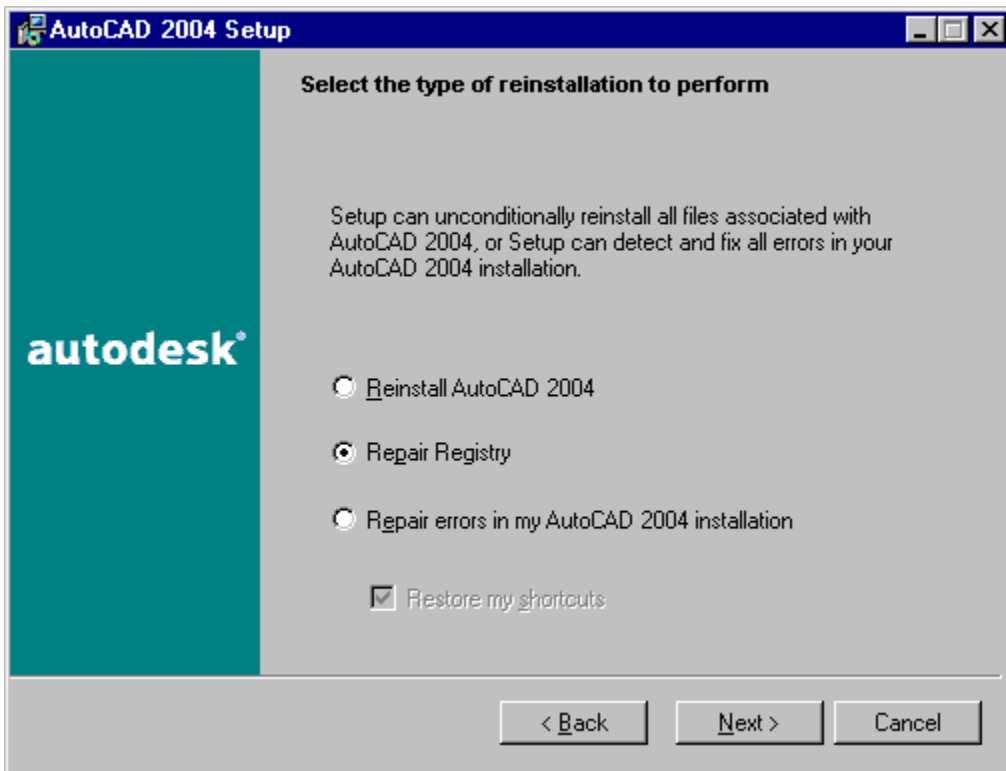 AutoCAD 2004 Setup
Select the type of reinstallation to perform
Setup can unconditionally reinstall all files associated with
AutoCAD 2004, or Setup can detect and fix all errors in your
AutoCAD 2004 installation.
autodesk®
Reinstall AutoCAD 2004
Repair Registry
Repair errors in my AutoCAD 2004 installation
Restore my shortcuts
< Back
Next >
Cancel